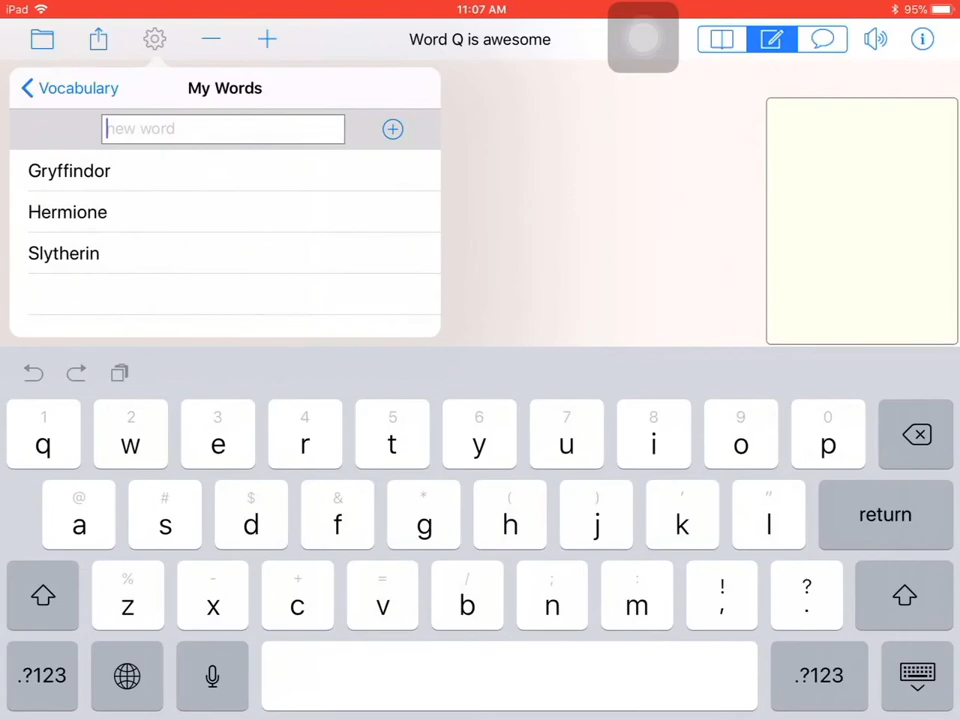 iPad 11:07 AM 95%
Word Q is awesome
Vocabulary My Words
new word
Gryffindor
Hermione
Slytherin
1 2 3 4 5 6 7 8 9 0
q w e r t y u i o p
@ # $ & * ( ) ' "
a s d f g h j k l return
% - + = / ; : ! ?
z x c v b n m , .
.?123 .?123